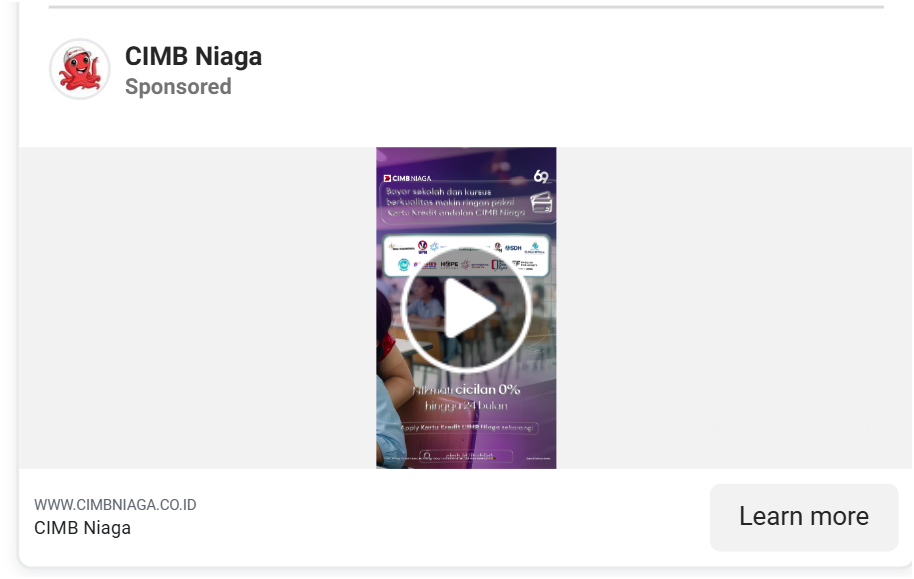 CIMB Niaga
Sponsored
CIMB NIAGA
69
Bayar sekolah dan kursus
berkualitas makin ringan pakai
Kartu Kredit andalan CIMB Niaga
SDH
HOPE
Nikmati cicilan 0%
hingga 24 bulan
Apply Kartu Kredit CIMB Niaga sekarang!
WWW.CIMBNIAGA.CO.ID
CIMB Niaga
Learn more